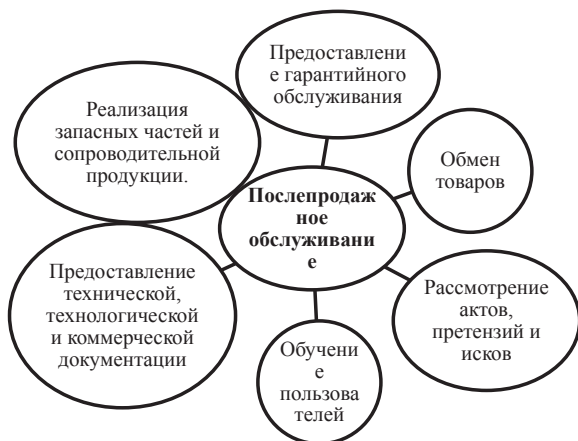 Предоставлени
е гарантийного
обслуживания
Реализация
запасных частей и
сопроводительной
продукции.
Обмен
товаров
Послепродаж
ное
обслуживани
е
Предоставление
технической,
технологической
и коммерческой
документации
Рассмотрение
актов,
претензий и
исков
Обучени
е
пользова
телей